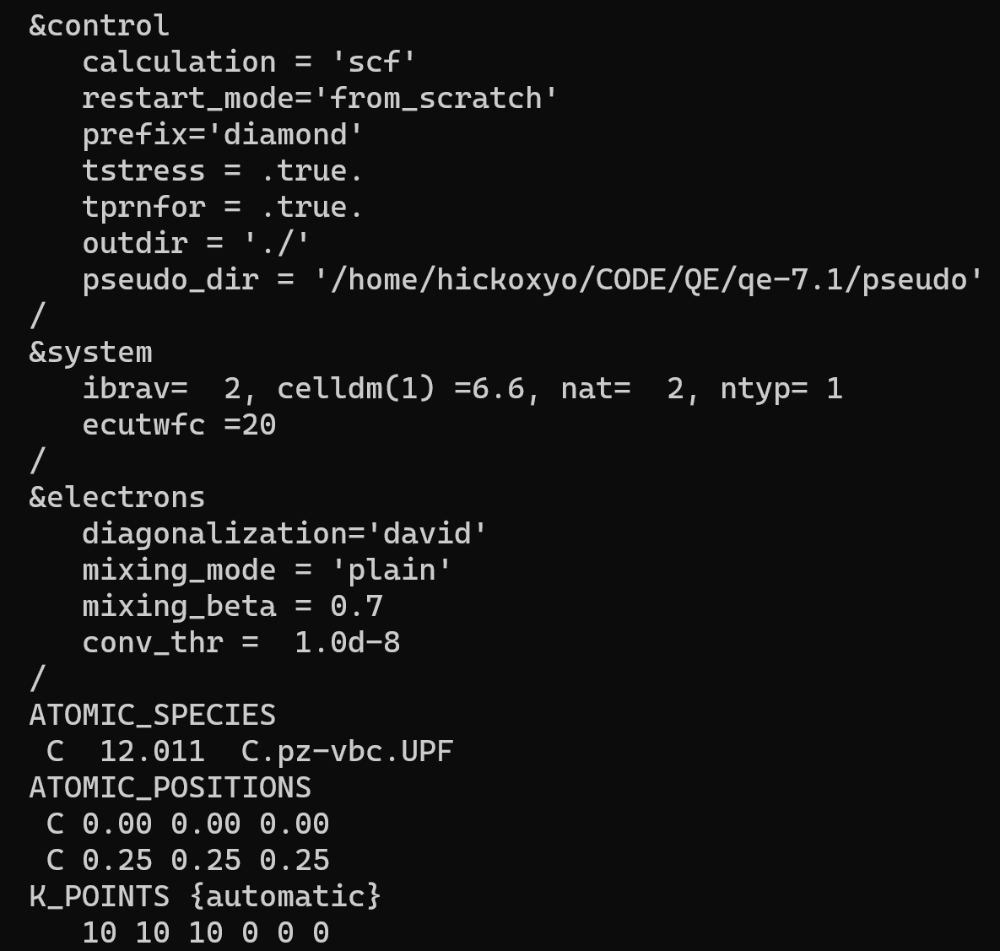 &control
   calculation = 'scf'
   restart_mode='from_scratch'
   prefix='diamond'
   tstress = .true.
   tprnfor = .true.
   outdir = './'
   pseudo_dir = '/home/hickoxyo/CODE/QE/qe-7.1/pseudo'
/
&system
   ibrav=  2, celldm(1) =6.6, nat=  2, ntyp= 1
   ecutwfc =20
/
&electrons
   diagonalization='david'
   mixing_mode = 'plain'
   mixing_beta = 0.7
   conv_thr =  1.0d-8
/
ATOMIC_SPECIES
 C  12.011  C.pz-vbc.UPF
ATOMIC_POSITIONS
 C 0.00 0.00 0.00
 C 0.25 0.25 0.25
K_POINTS {automatic}
   10 10 10 0 0 0